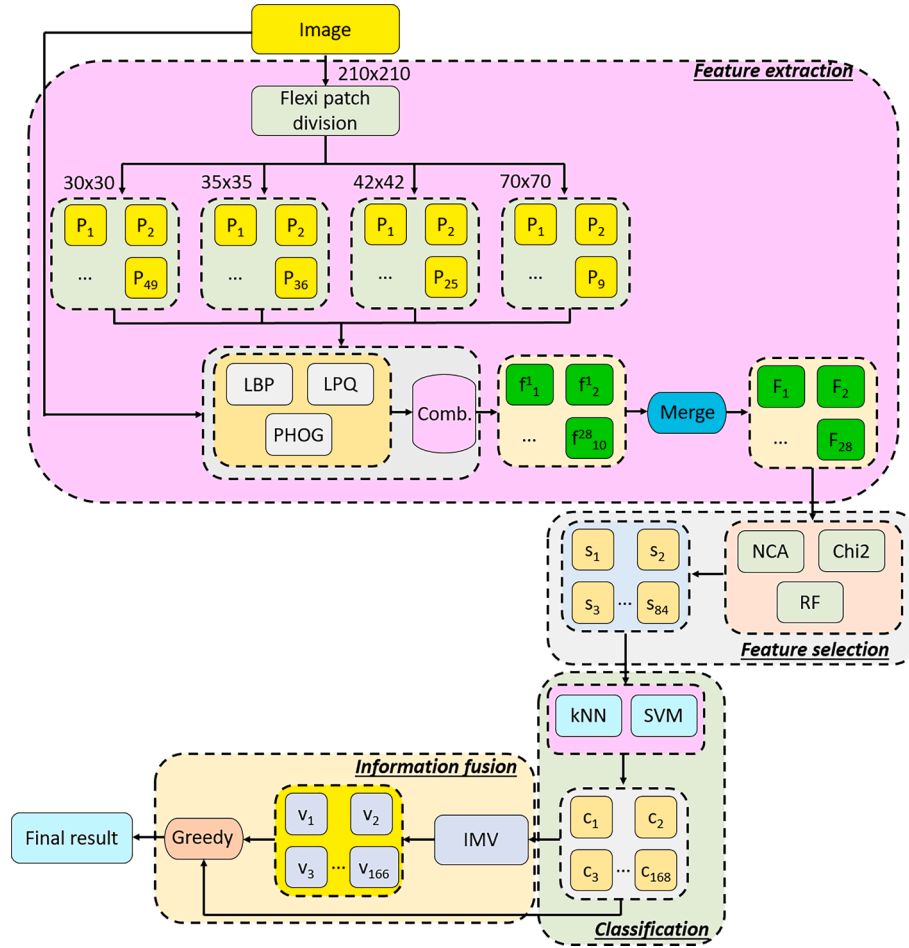 Image
210x210
Feature extraction
Flexi patch
division
30x30
35x35
42x42
70x70
P1 P2
... P49
P1 P2
... P36
P1 P2
... P25
P1 P2
... P9
LBP LPQ
PHOG
Comb.
f¹1 f¹2
... f²⁸10
Merge
F1 F2
... F28
NCA Chi2
RF
s1 s2
s3 ... s84
Feature selection
kNN SVM
Information fusion
c1 c2
c3 ... c168
Classification
IMV
v1 v2
v3 ... v166
Greedy
Final result